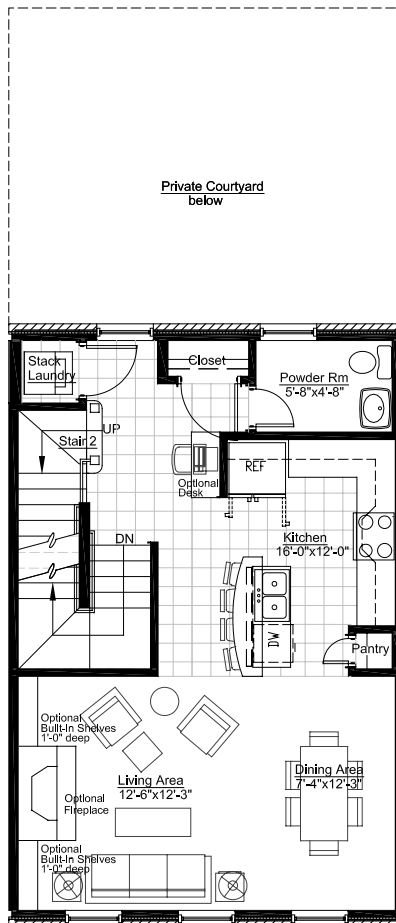 Private Courtyard
below
Stack
Laundry
Closet
Powder Rm
5'-8"x4'-8"
UP
Stair 2
REF
Optional
Desk
DN
Kitchen
16'-0"x12'-0"
DW
Pantry
Optional
Built-In Shelves
1'-0" deep
Living Area
12'-6"x12'-3"
Dining Area
7'-4"x12'-3"
Optional
Fireplace
Optional
Built-In Shelves
1'-0" deep